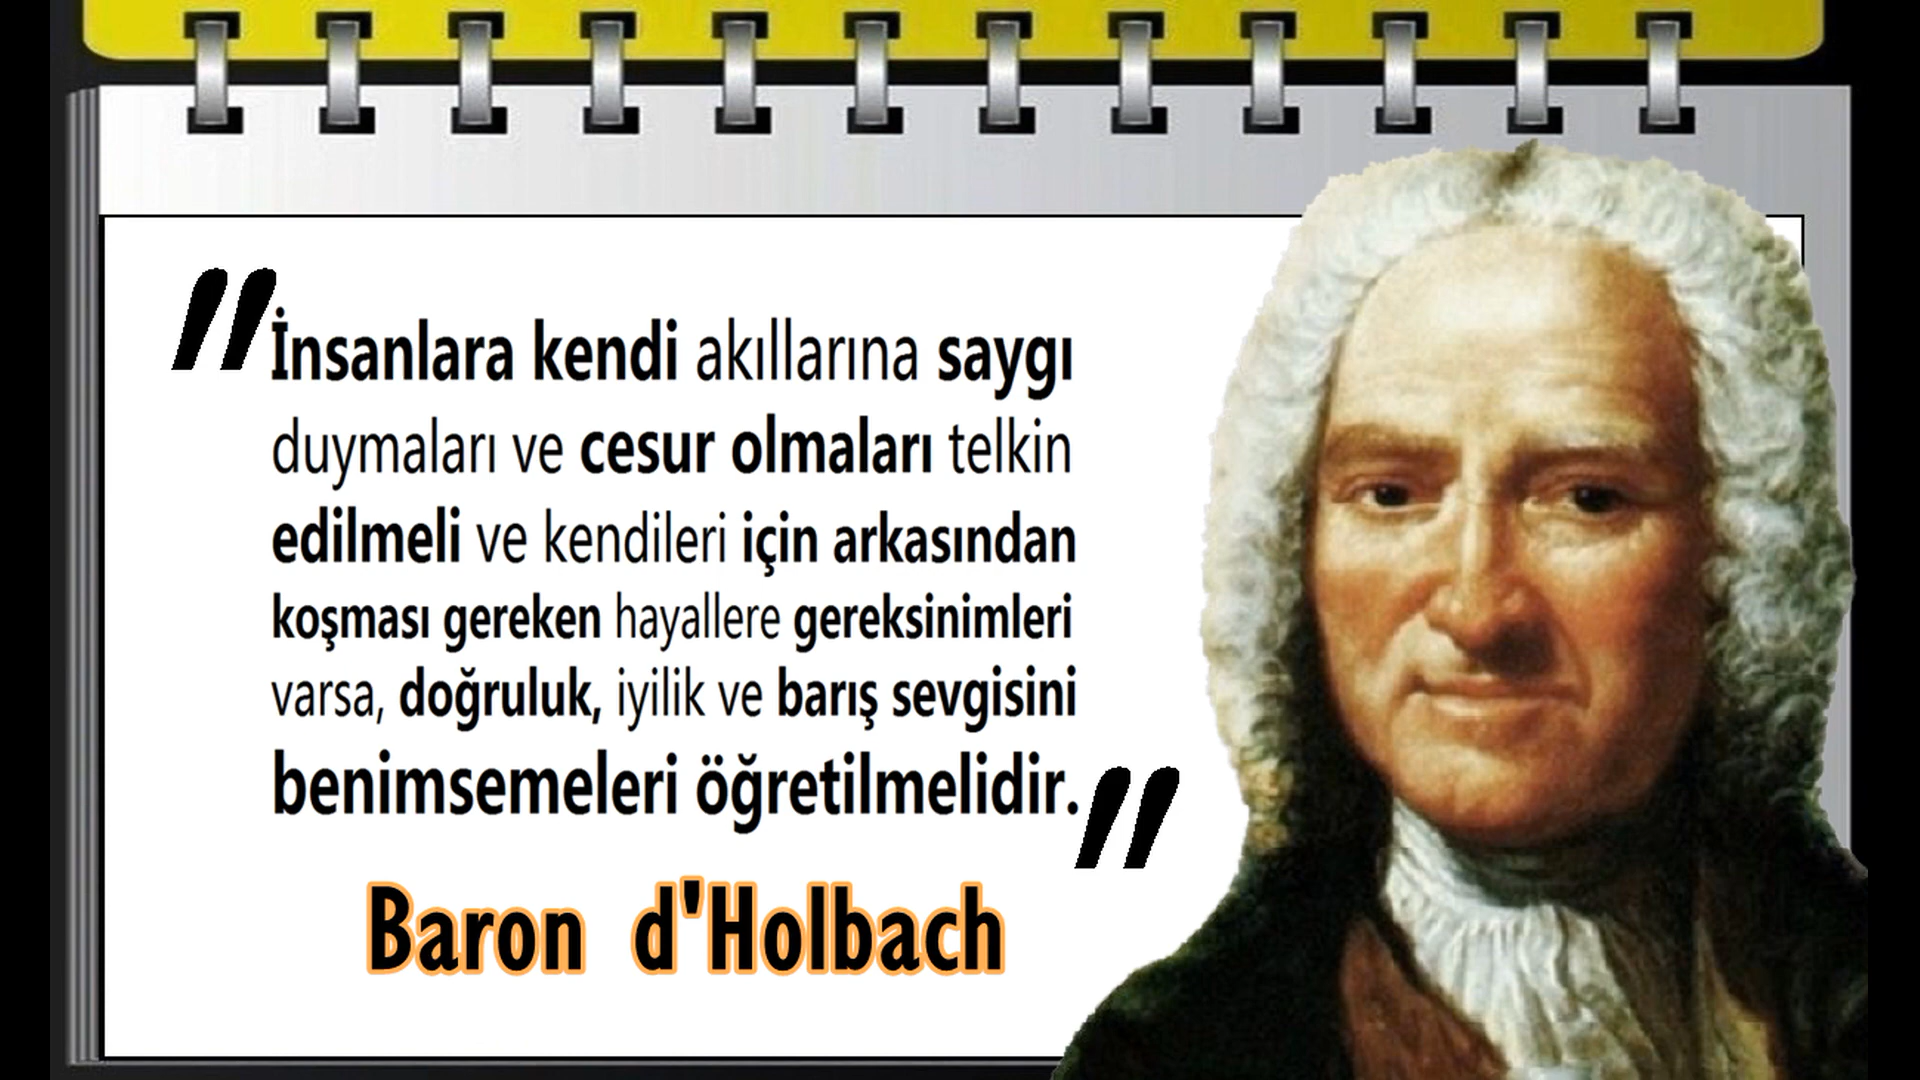 "İnsanlara kendi akıllarına saygı
duymaları ve cesur olmaları telkin
edilmeli ve kendileri için arkasından
koşması gereken hayallere gereksinimleri
varsa, doğruluk, iyilik ve barış sevgisini
benimsemeleri öğretilmelidir."
Baron d'Holbach